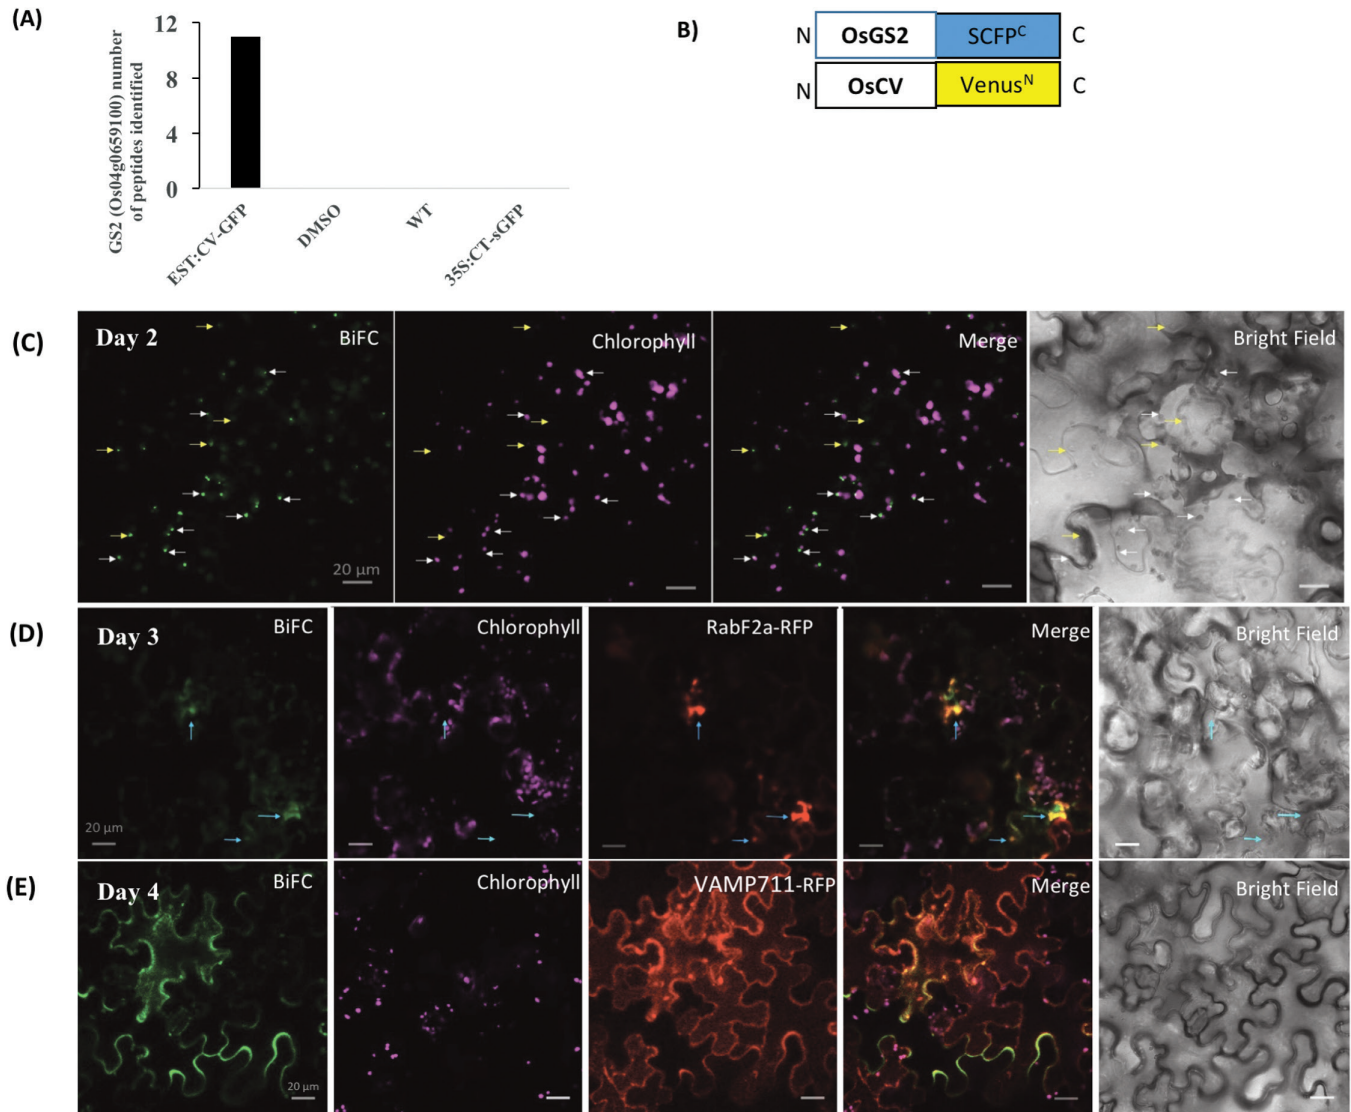 (A)
12
8
4
0
GS2 (Os04g0659100) number
of peptides identified
EST:CV-GFP
DMSO
WT
35S:CT-sGFP
B)
N OsGS2 SCFPC C
N OsCV VenusN C
(C)
Day 2
BiFC
Chlorophyll
Merge
Bright Field
20 μm
(D)
Day 3
BiFC
Chlorophyll
RabF2a-RFP
Merge
Bright Field
20 μm
(E)
Day 4
BiFC
Chlorophyll
VAMP711-RFP
Merge
Bright Field
20 μm